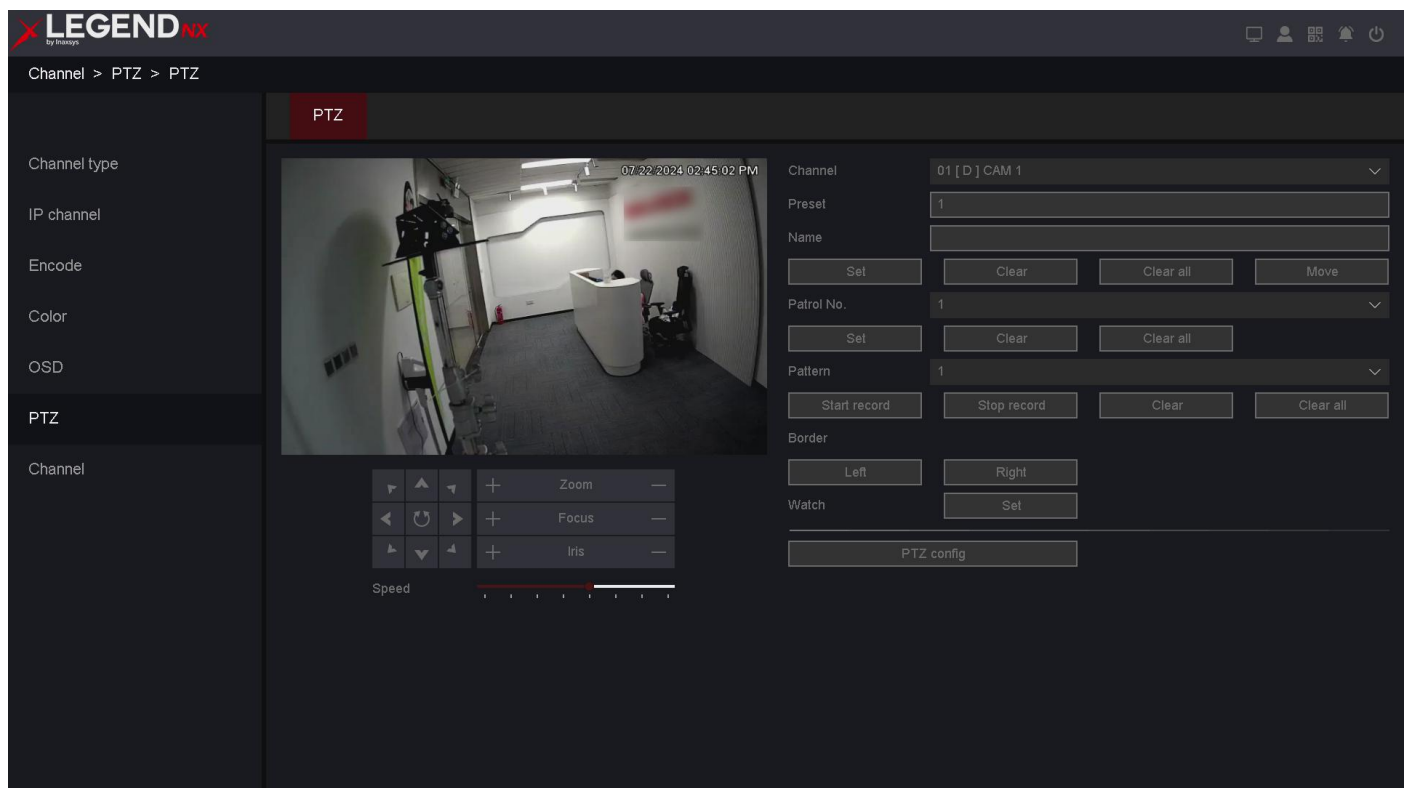 LEGEND NX
by Inaxsys
Channel > PTZ > PTZ
PTZ
Channel type
IP channel
Encode
Color
OSD
PTZ
Channel
07-22-2024 02:45:02 PM
Channel 01 [ D ] CAM 1
Preset 1
Name
Set Clear Clear all Move
Patrol No. 1
Set Clear Clear all
Pattern 1
Start record Stop record Clear Clear all
Border
Left Right
Watch Set
PTZ config
+ Zoom —
+ Focus —
+ Iris —
Speed